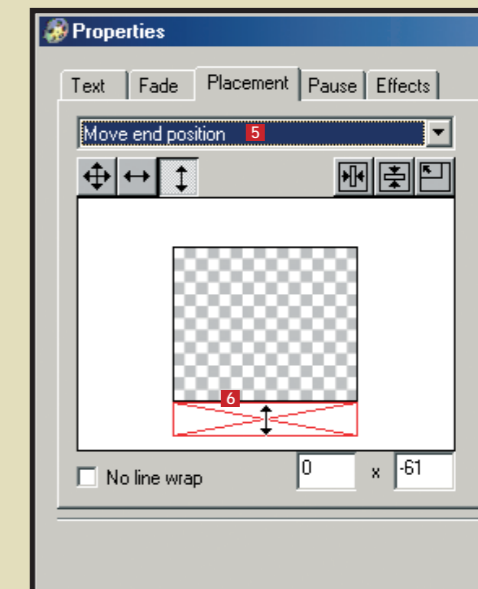 Properties
Text Fade Placement Pause Effects
Move end position 5
6
No line wrap 0 x -61